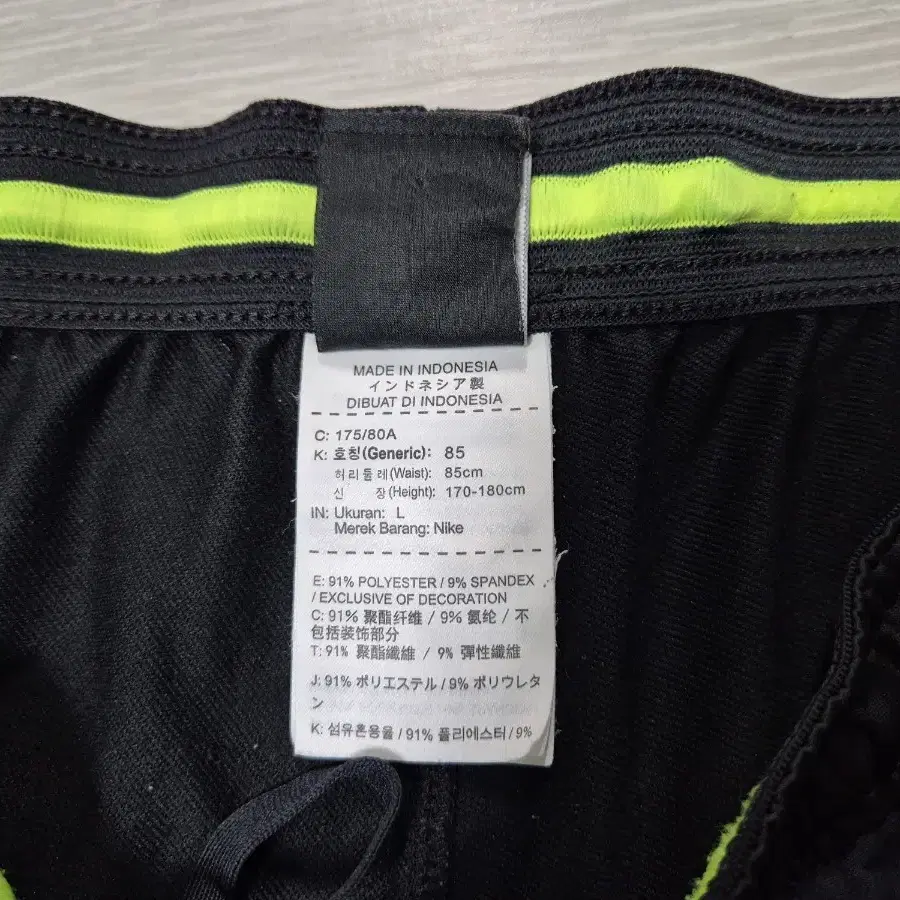 MADE IN INDONESIA
インドネシア製
DIBUAT DI INDONESIA
C: 175/80A
K: 호칭(Generic): 85
허리둘레(Waist): 85cm
신 장(Height): 170-180cm
IN: Ukuran: L
Merek Barang: Nike
E: 91% POLYESTER / 9% SPANDEX
/ EXCLUSIVE OF DECORATION
C: 91% 聚酯纤维 / 9% 氨纶 / 不
包括装饰部分
T: 91% 聚酯纖維 / 9% 彈性纖維
J: 91% ポリエステル / 9% ポリウレタ
ン
K: 섬유혼용율 / 91% 폴리에스터 / 9%